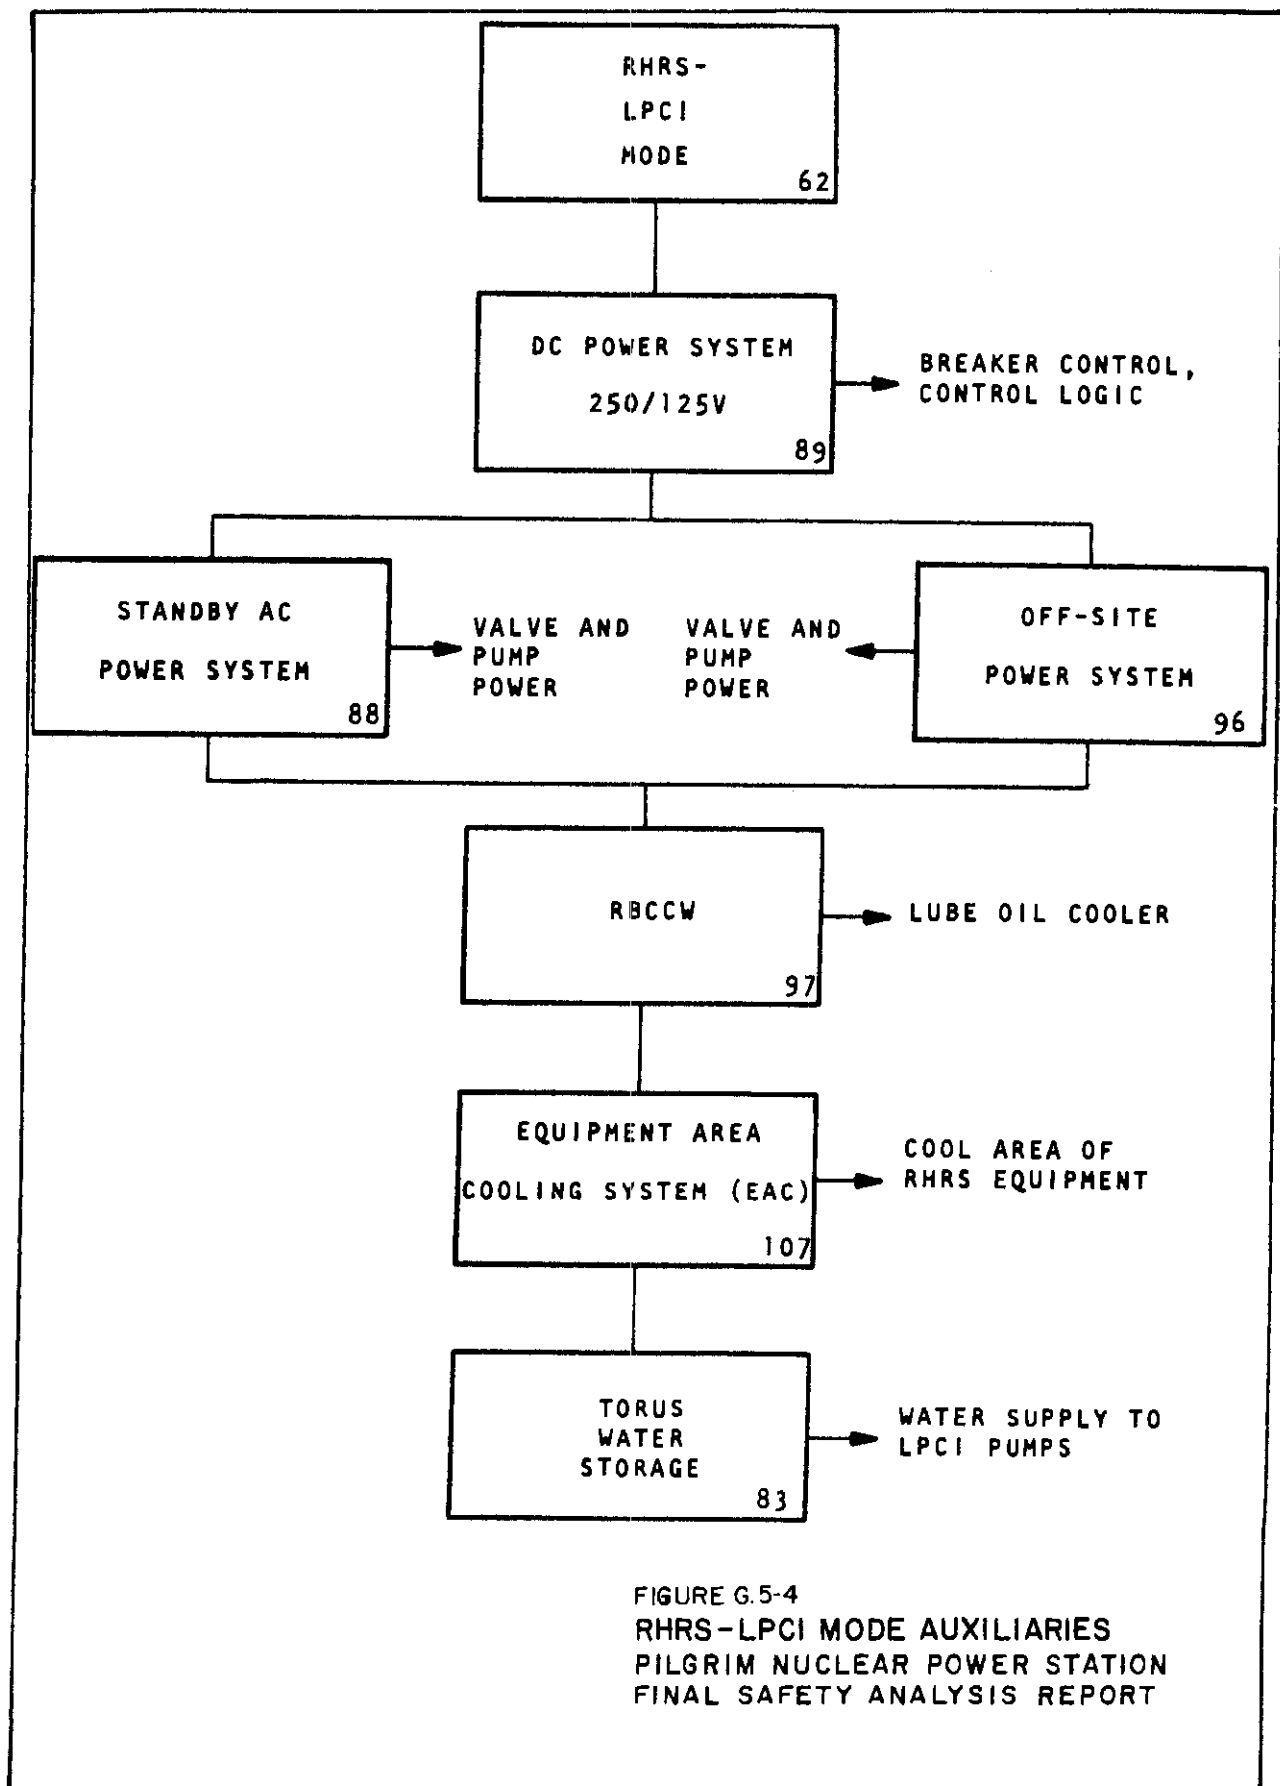 RHRS-
LPCI
MODE
62
DC POWER SYSTEM
250/125V
89
BREAKER CONTROL,
CONTROL LOGIC
STANDBY AC
POWER SYSTEM
88
VALVE AND
PUMP
POWER
VALVE AND
PUMP
POWER
OFF-SITE
POWER SYSTEM
96
RBCCW
97
LUBE OIL COOLER
EQUIPMENT AREA
COOLING SYSTEM (EAC)
107
COOL AREA OF
RHRS EQUIPMENT
TORUS
WATER
STORAGE
83
WATER SUPPLY TO
LPCI PUMPS
FIGURE G.5-4
RHRS-LPCI MODE AUXILIARIES
PILGRIM NUCLEAR POWER STATION
FINAL SAFETY ANALYSIS REPORT